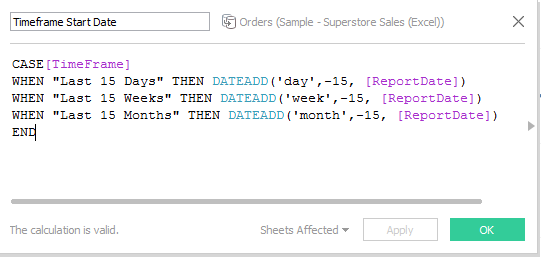 Timeframe Start Date
Orders (Sample - Superstore Sales (Excel))
CASE[TimeFrame]
WHEN "Last 15 Days" THEN DATEADD('day',-15, [ReportDate])
WHEN "Last 15 Weeks" THEN DATEADD('week',-15, [ReportDate])
WHEN "Last 15 Months" THEN DATEADD('month',-15, [ReportDate])
END
The calculation is valid. Sheets Affected Apply OK